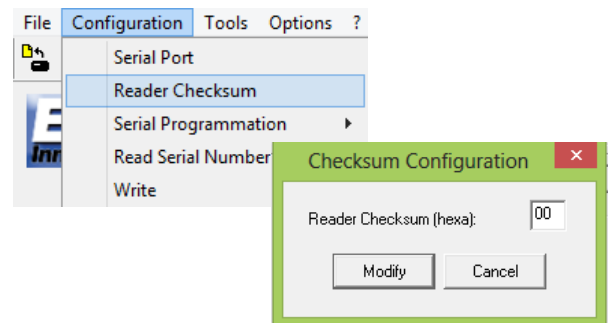 File Configuration Tools Options ?
Serial Port
Reader Checksum
Serial Programmation
Read Serial Number
Write
Checksum Configuration
Reader Checksum (hexa): 00
Modify Cancel